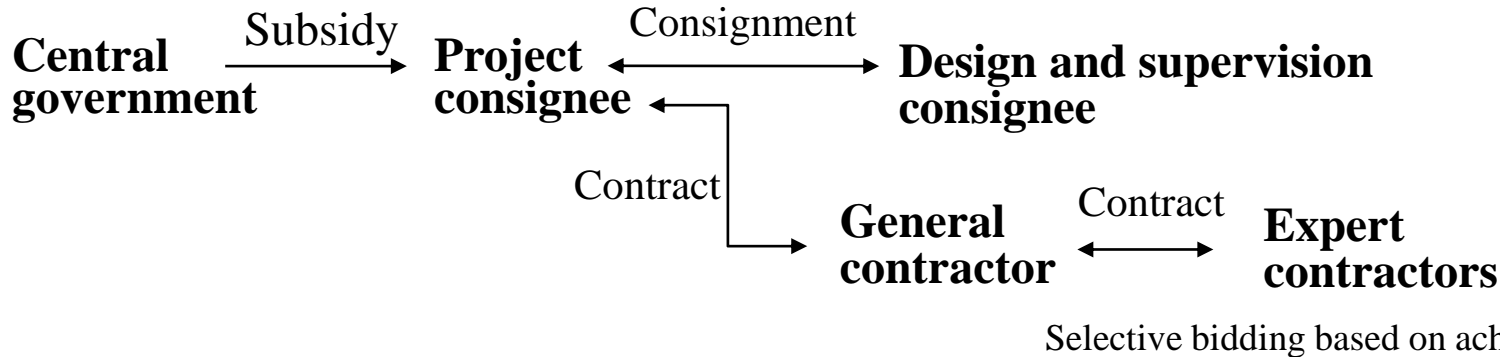 Subsidy
Consignment
Central
government
Project
consignee
Design and supervision
consignee
Contract
General
contractor
Contract
Expert
contractors
Selective bidding based on